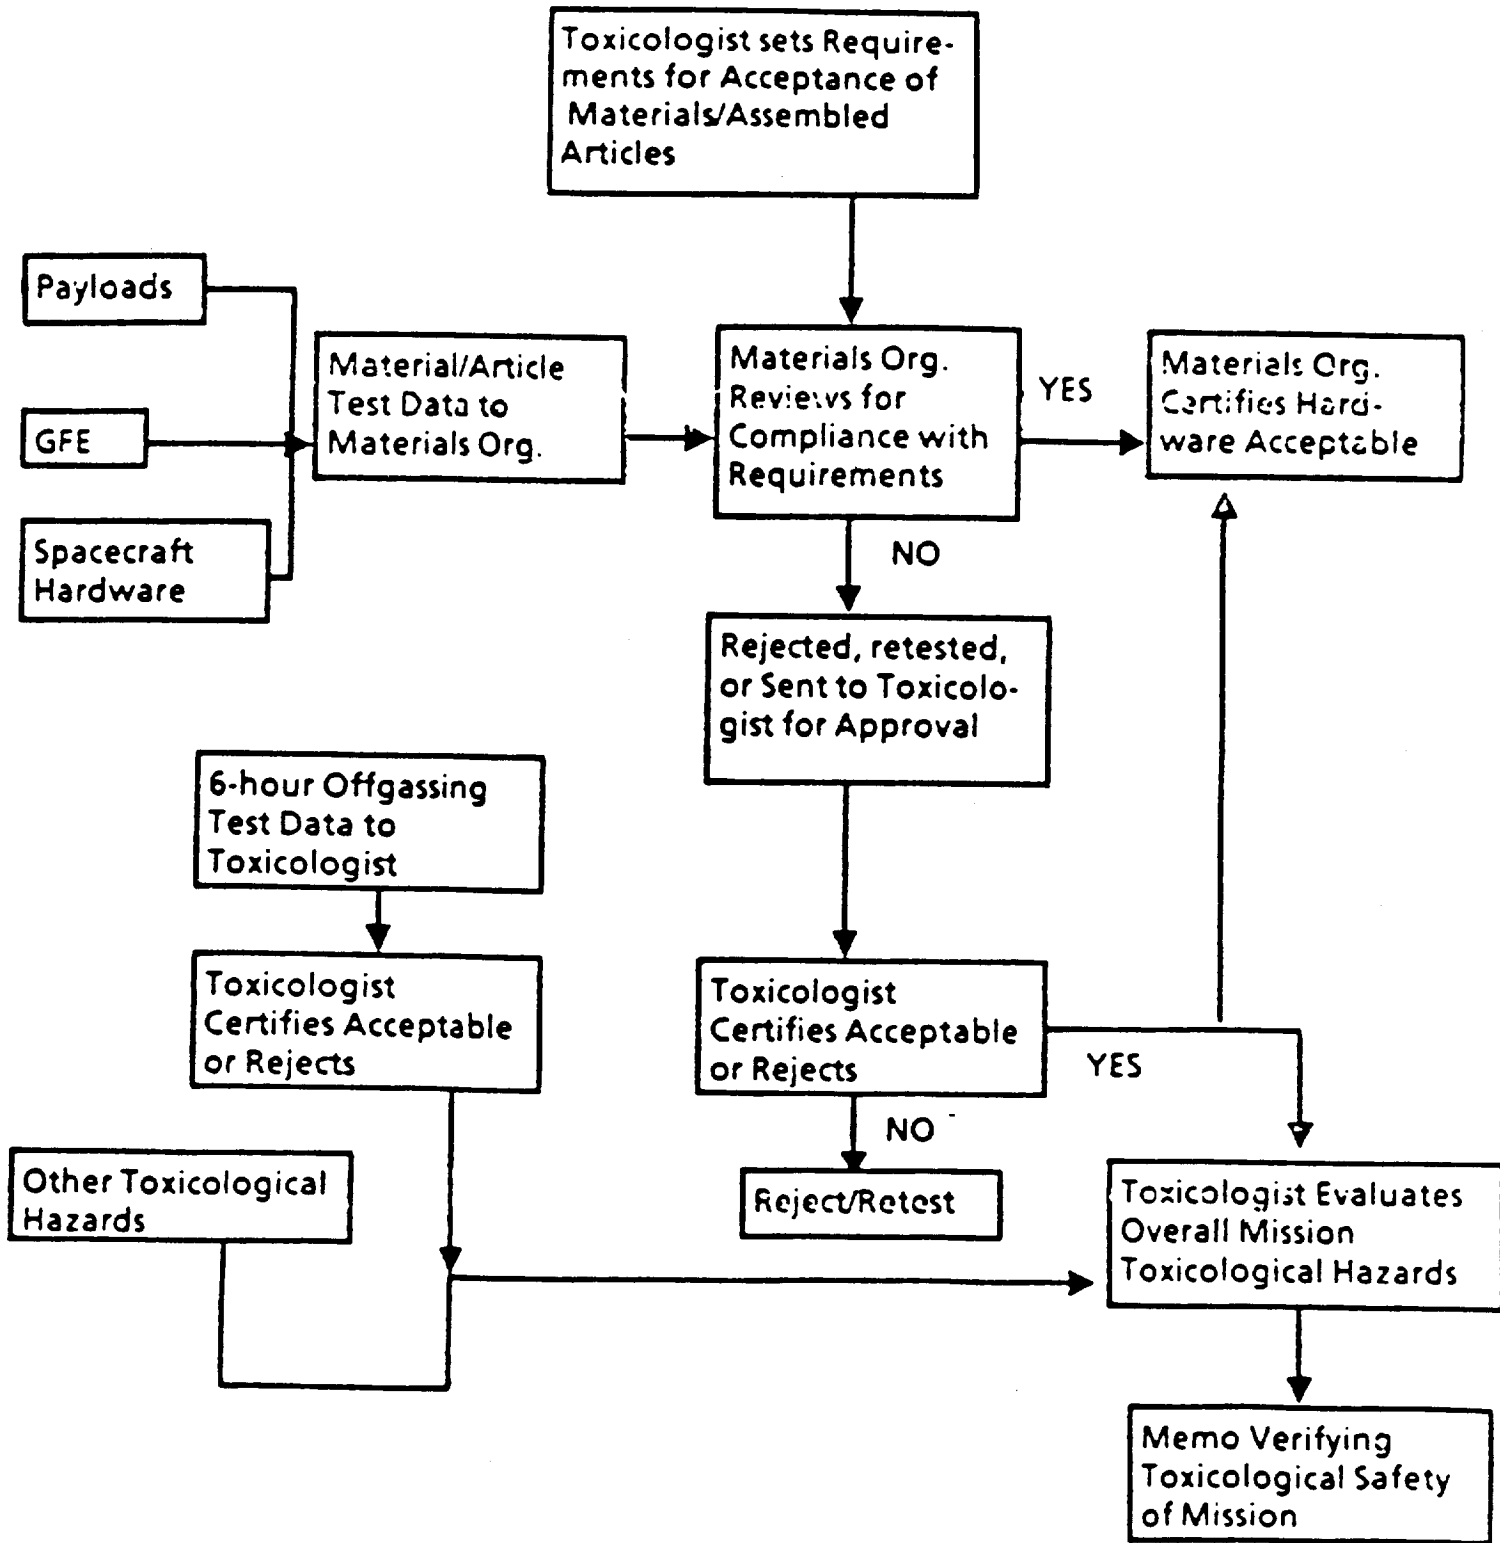 Toxicologist sets Require-
ments for Acceptance of
Materials/Assembled
Articles
Payloads
GFE
Spacecraft
Hardware
Material/Article
Test Data to
Materials Org.
Materials Org.
Reviews for
Compliance with
Requirements
YES
Materials Org.
Certifies Hard-
ware Acceptable
NO
Rejected, retested,
or Sent to Toxicolo-
gist for Approval
6-hour Offgassing
Test Data to
Toxicologist
Toxicologist
Certifies Acceptable
or Rejects
Toxicologist
Certifies Acceptable
or Rejects
YES
NO
Reject/Retest
Other Toxicological
Hazards
Toxicologist Evaluates
Overall Mission
Toxicological Hazards
Memo Verifying
Toxicological Safety
of Mission